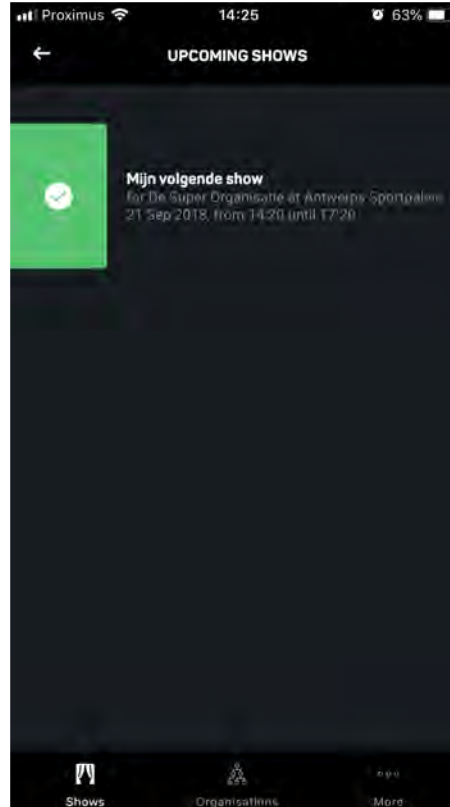 Proximus 14:25 63%
UPCOMING SHOWS
Mijn volgende show
for De Super Organisatie at Antwerps Sportpaleis
21 Sep 2018, from 14:20 until 17:20
Shows Organisations More